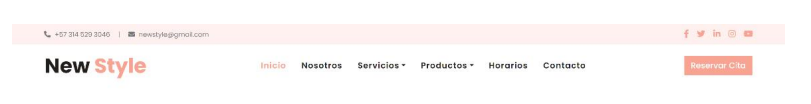 +57 314 529 3046 | newstyle@gmail.com
New Style Inicio Nosotros Servicios Productos Horarios Contacto Reservar Cita